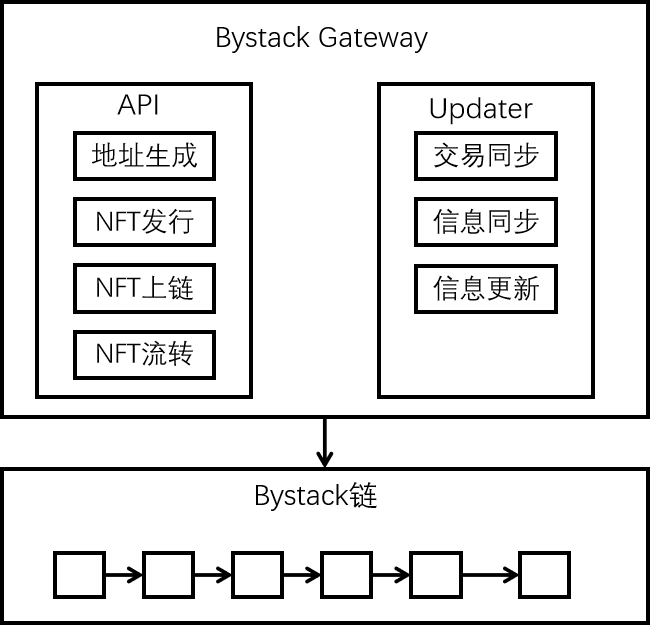 Bystack Gateway
API
地址生成
NFT发行
NFT上链
NFT流转
Updater
交易同步
信息同步
信息更新
Bystack链